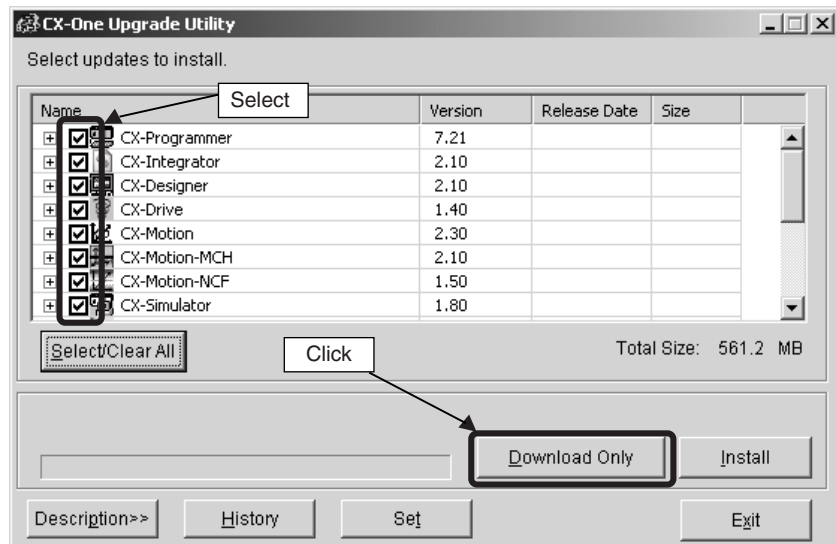 CX-One Upgrade Utility
Select updates to install.
Select
Name Version Release Date Size
CX-Programmer 7.21
CX-Integrator 2.10
CX-Designer 2.10
CX-Drive 1.40
CX-Motion 2.30
CX-Motion-MCH 2.10
CX-Motion-NCF 1.50
CX-Simulator 1.80
Select/Clear All
Click
Total Size: 561.2 MB
Download Only
Install
Description>>
History
Set
Exit